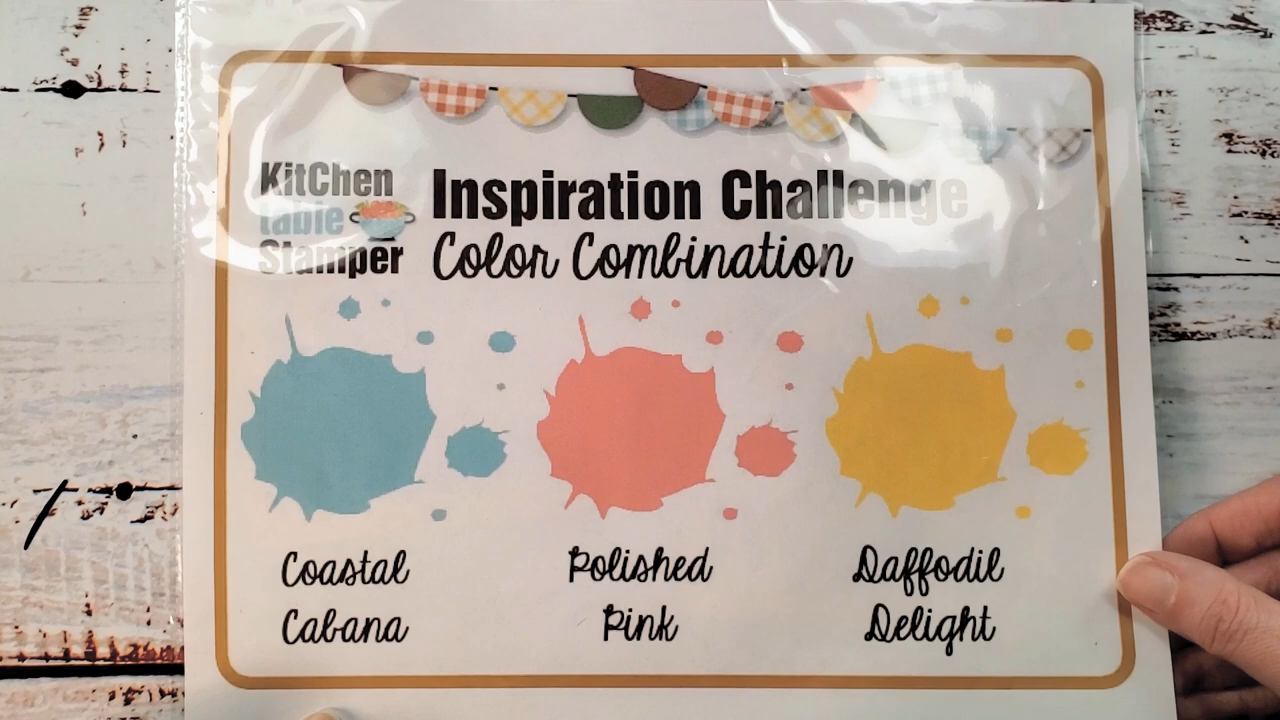 KitChen
table
Stamper
Inspiration Challenge
Color Combination
Coastal
Cabana
Polished
Pink
Daffodil
Delight